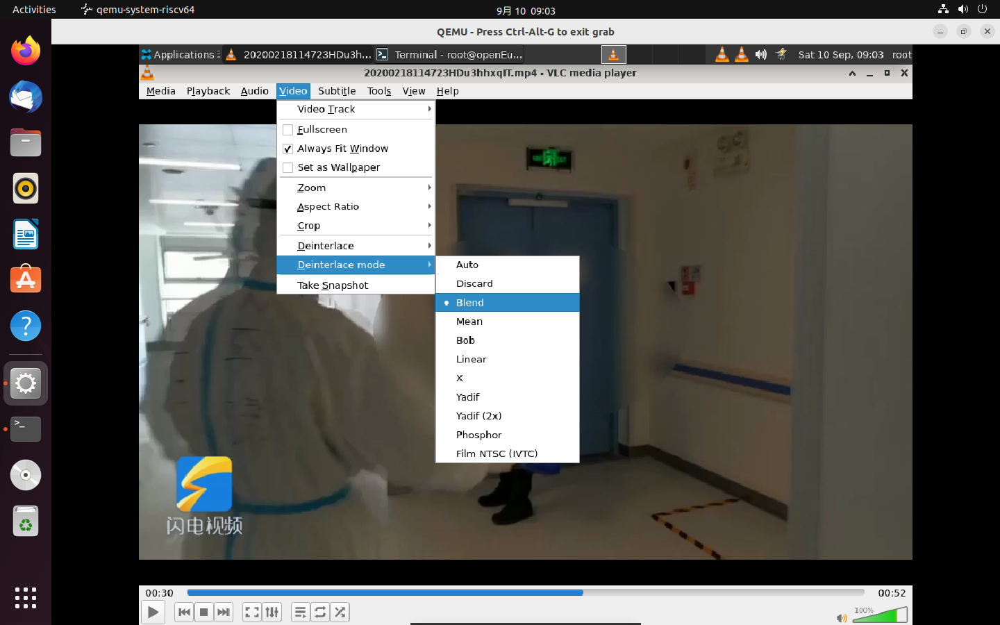 Activities
qemu-system-riscv64
9月 10 09:03
QEMU - Press Ctrl-Alt-G to exit grab
Applications
20200218114723HDu3h...
Terminal - root@openEu...
Sat 10 Sep, 09:03
root
20200218114723HDu3hhxqIT.mp4 - VLC media player
Media
Playback
Audio
Video
Subtitle
Tools
View
Help
Video Track
Fullscreen
Always Fit Window
Set as Wallpaper
Zoom
Aspect Ratio
Crop
Deinterlace
Deinterlace mode
Take Snapshot
Auto
Discard
Blend
Mean
Bob
Linear
X
Yadif
Yadif (2x)
Phosphor
Film NTSC (IVTC)
闪电视频
00:30
00:52
100%